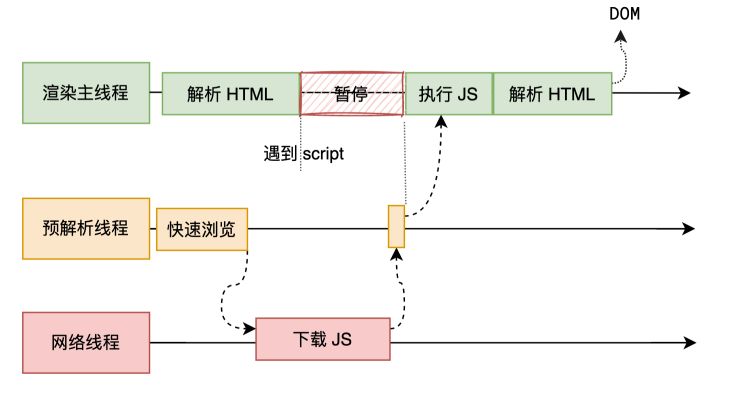 DOM
渲染主线程
解析 HTML
暂停
执行 JS
解析 HTML
遇到 script
预解析线程
快速浏览
网络线程
下载 JS